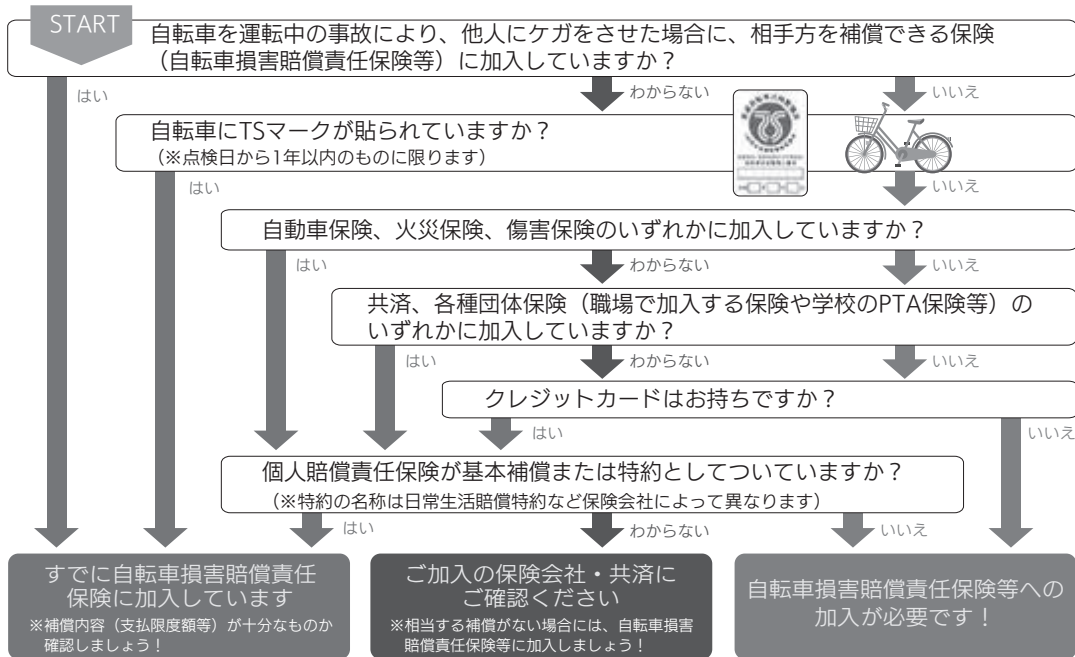 START
自転車を運転中の事故により、他人にケガをさせた場合に、相手方を補償できる保険
（自転車損害賠償責任保険等）に加入していますか？
はい
わからない
いいえ
自転車にTSマークが貼られていますか？
（※点検日から1年以内のものに限ります）
はい
いいえ
自動車保険、火災保険、傷害保険のいずれかに加入していますか？
はい
わからない
いいえ
共済、各種団体保険（職場で加入する保険や学校のPTA保険等）の
いずれかに加入していますか？
はい
わからない
いいえ
クレジットカードはお持ちですか？
はい
いいえ
個人賠償責任保険が基本補償または特約としてついていますか？
（※特約の名称は日常生活賠償特約など保険会社によって異なります）
はい
わからない
いいえ
すでに自転車損害賠償責任
保険に加入しています
※補償内容（支払限度額等）が十分なものか
確認しましょう！
ご加入の保険会社・共済に
ご確認ください
※相当する補償がない場合には、自転車損害
賠償責任保険等に加入しましょう！
自転車損害賠償責任保険等への
加入が必要です！